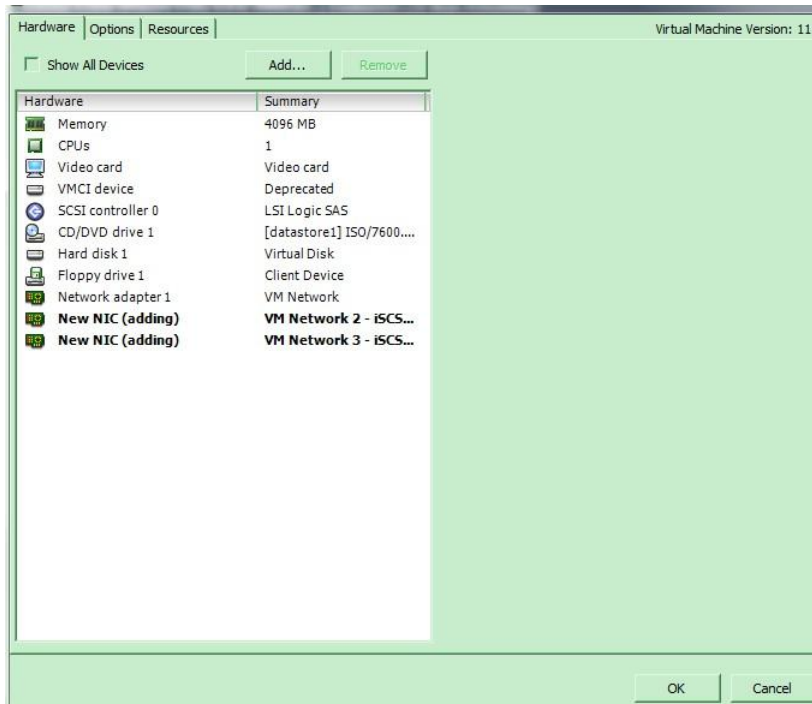 Hardware Options Resources Virtual Machine Version: 11
Show All Devices Add... Remove
Hardware Summary
Memory 4096 MB
CPUs 1
Video card Video card
VMCI device Deprecated
SCSI controller 0 LSI Logic SAS
CD/DVD drive 1 [datastore1] ISO/7600....
Hard disk 1 Virtual Disk
Floppy drive 1 Client Device
Network adapter 1 VM Network
New NIC (adding) VM Network 2 - iSCS...
New NIC (adding) VM Network 3 - iSCS...
OK Cancel